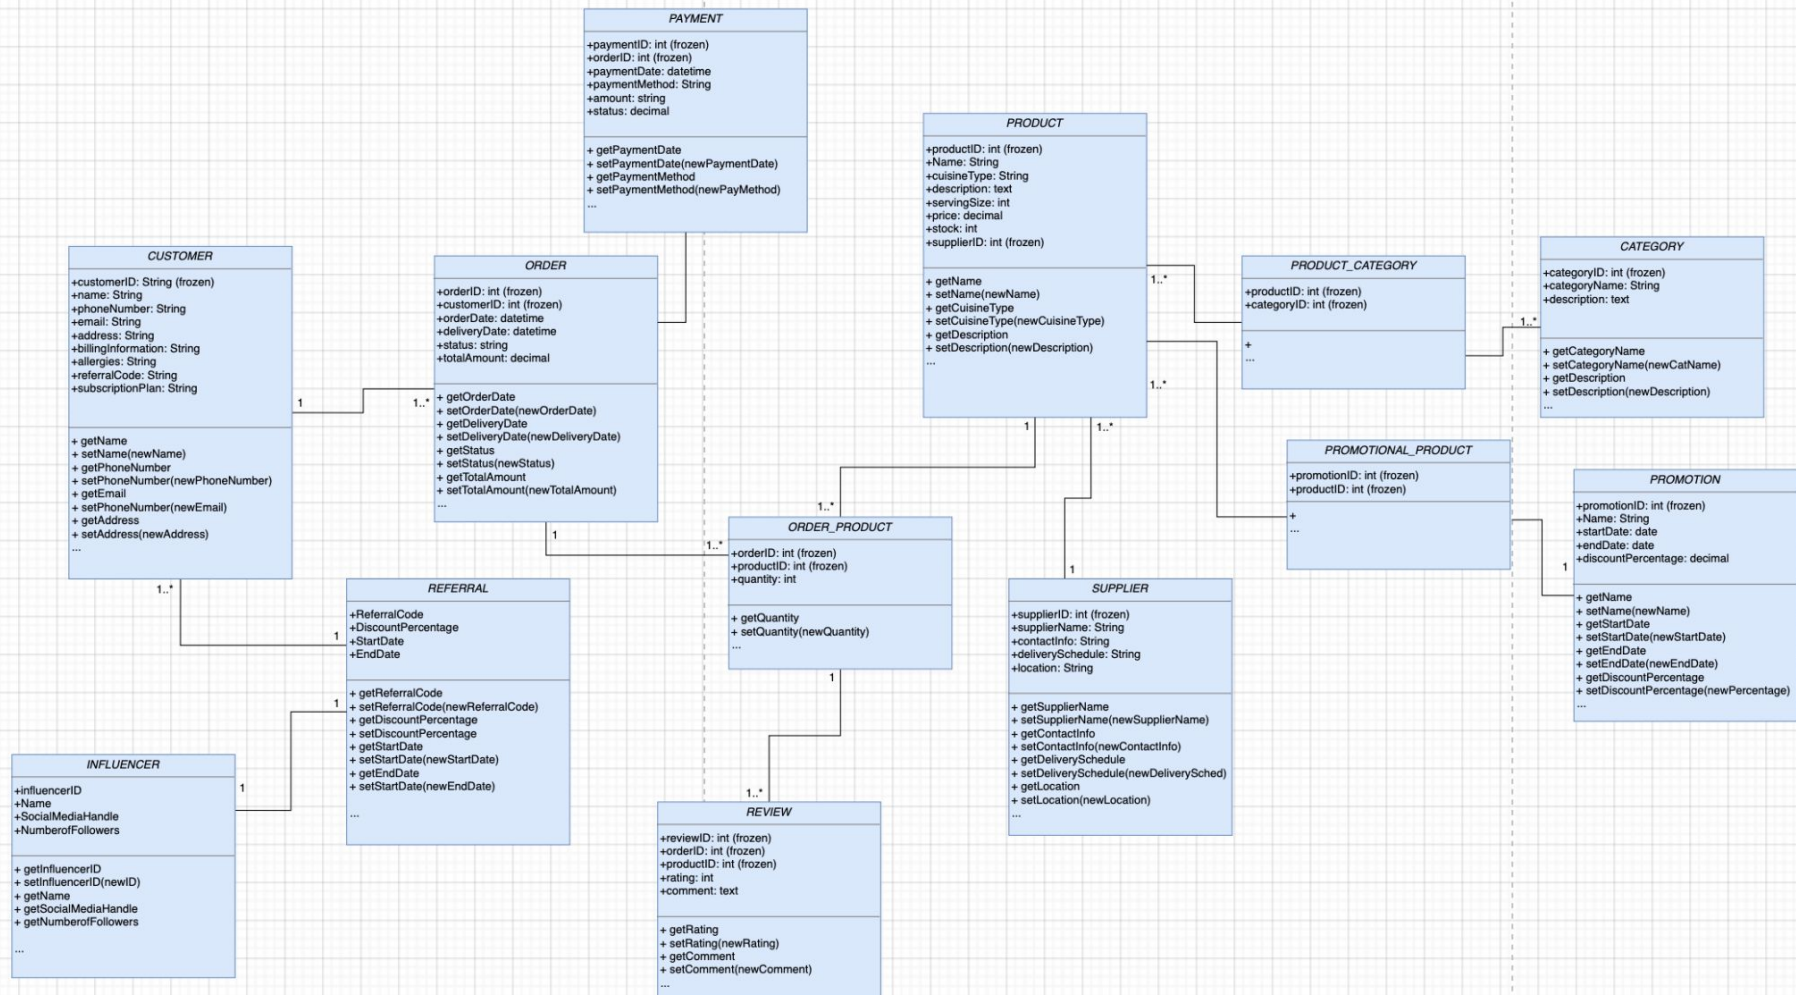 PAYMENT
+paymentID: int (frozen)
+orderID: int (frozen)
+paymentDate: datetime
+paymentMethod: String
+amount: string
+status: decimal
+ getPaymentDate
+ setPaymentDate(newPaymentDate)
+ getPaymentMethod
+ setPaymentMethod(newPayMethod)
...
PRODUCT
+productID: int (frozen)
+Name: String
+cuisineType: String
+description: text
+servingSize: int
+price: decimal
+stock: int
+supplierID: int (frozen)
+ getName
+ setName(newName)
+ getCuisineType
+ setCuisineType(newCuisineType)
+ getDescription
+ setDescription(newDescription)
...
1..*
1..*
1
1..*
CUSTOMER
+customerID: String (frozen)
+name: String
+phoneNumber: String
+email: String
+address: String
+billingInformation: String
+allergies: String
+referralCode: String
+subscriptionPlan: String
+ getName
+ setName(newName)
+ getPhoneNumber
+ setPhoneNumber(newPhoneNumber)
+ getEmail
+ setPhoneNumber(newEmail)
+ getAddress
+ setAddress(newAddress)
...
1
1..*
1..*
ORDER
+orderID: int (frozen)
+customerID: int (frozen)
+orderDate: datetime
+deliveryDate: datetime
+status: string
+totalAmount: decimal
+ getOrderDate
+ setOrderDate(newOrderDate)
+ getDeliveryDate
+ setDeliveryDate(newDeliveryDate)
+ getStatus
+ setStatus(newStatus)
+ getTotalAmount
+ setTotalAmount(newTotalAmount)
...
1
1..*
PRODUCT_CATEGORY
+productID: int (frozen)
+categoryID: int (frozen)
+
...
1..*
CATEGORY
+categoryID: int (frozen)
+categoryName: String
+description: text
+ getCategoryName
+ setCategoryName(newCatName)
+ getDescription
+ setDescription(newDescription)
...
PROMOTIONAL_PRODUCT
+promotionID: int (frozen)
+productID: int (frozen)
+
...
1
PROMOTION
+promotionID: int (frozen)
+Name: String
+startDate: date
+endDate: date
+discountPercentage: decimal
+ getName
+ setName(newName)
+ getStartDate
+ setStartDate(newStartDate)
+ getEndDate
+ setEndDate(newEndDate)
+ getDiscountPercentage
+ setDiscountPercentage(newPercentage)
...
1..*
ORDER_PRODUCT
+orderID: int (frozen)
+productID: int (frozen)
+quantity: int
+ getQuantity
+ setQuantity(newQuantity)
...
1
1
SUPPLIER
+supplierID: int (frozen)
+supplierName: String
+contactInfo: String
+deliverySchedule: String
+location: String
+ getSupplierName
+ setSupplierName(newSupplierName)
+ getContactInfo
+ setContactInfo(newContactInfo)
+ getDeliverySchedule
+ setDeliverySchedule(newDeliverySched)
+ getLocation
+ setLocation(newLocation)
...
1
1
REFERRAL
+ReferralCode
+DiscountPercentage
+StartDate
+EndDate
+ getReferralCode
+ setReferralCode(newReferralCode)
+ getDiscountPercentage
+ setDiscountPercentage
+ getStartDate
+ setStartDate(newStartDate)
+ getEndDate
+ setStartDate(newEndDate)
...
INFLUENCER
+influencerID
+Name
+SocialMediaHandle
+NumberofFollowers
+ getInfluencerID
+ setInfluencerID(newID)
+ getName
+ getSocialMediaHandle
+ getNumberofFollowers
...
1
1..*
REVIEW
+reviewID: int (frozen)
+orderID: int (frozen)
+productID: int (frozen)
+rating: int
+comment: text
+ getRating
+ setRating(newRating)
+ getComment
+ setComment(newComment)
...